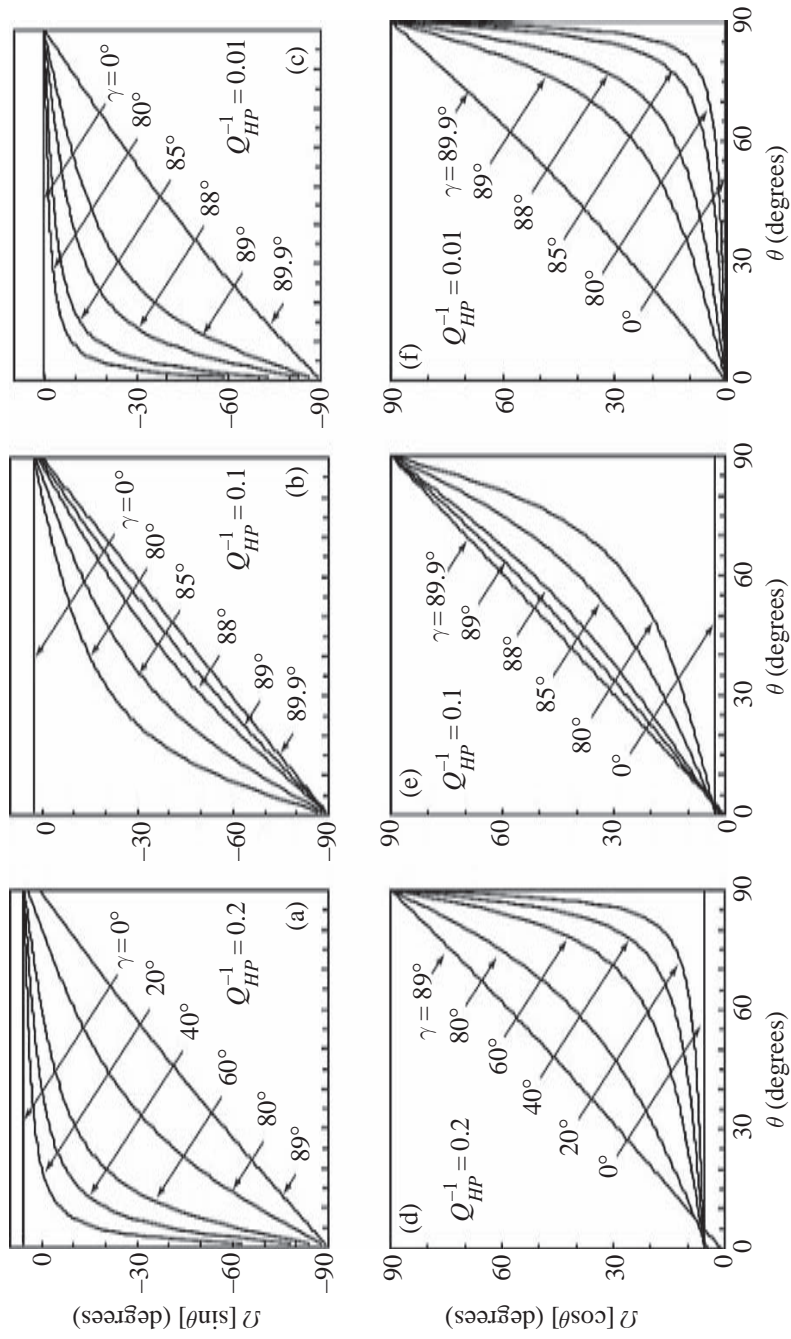 Ω [sinθ] (degrees)
0
−30
−60
−90
γ = 0°
20°
40°
60°
80°
89°
Q_HP^−1 = 0.2
(a)
0
−30
−60
−90
γ = 0°
80°
85°
88°
89°
89.9°
Q_HP^−1 = 0.1
(b)
0
−30
−60
−90
γ = 0°
80°
85°
88°
89°
89.9°
Q_HP^−1 = 0.01
(c)
Ω [cosθ] (degrees)
90
60
30
0
(d)
Q_HP^−1 = 0.2
γ = 89°
80°
60°
40°
20°
0°
0 30 60 90
θ (degrees)
90
60
30
0
(e)
Q_HP^−1 = 0.1
γ = 89.9°
89°
88°
85°
80°
0°
0 30 60 90
θ (degrees)
90
60
30
0
(f)
Q_HP^−1 = 0.01
γ = 89.9°
89°
88°
85°
80°
0°
0 30 60 90
θ (degrees)